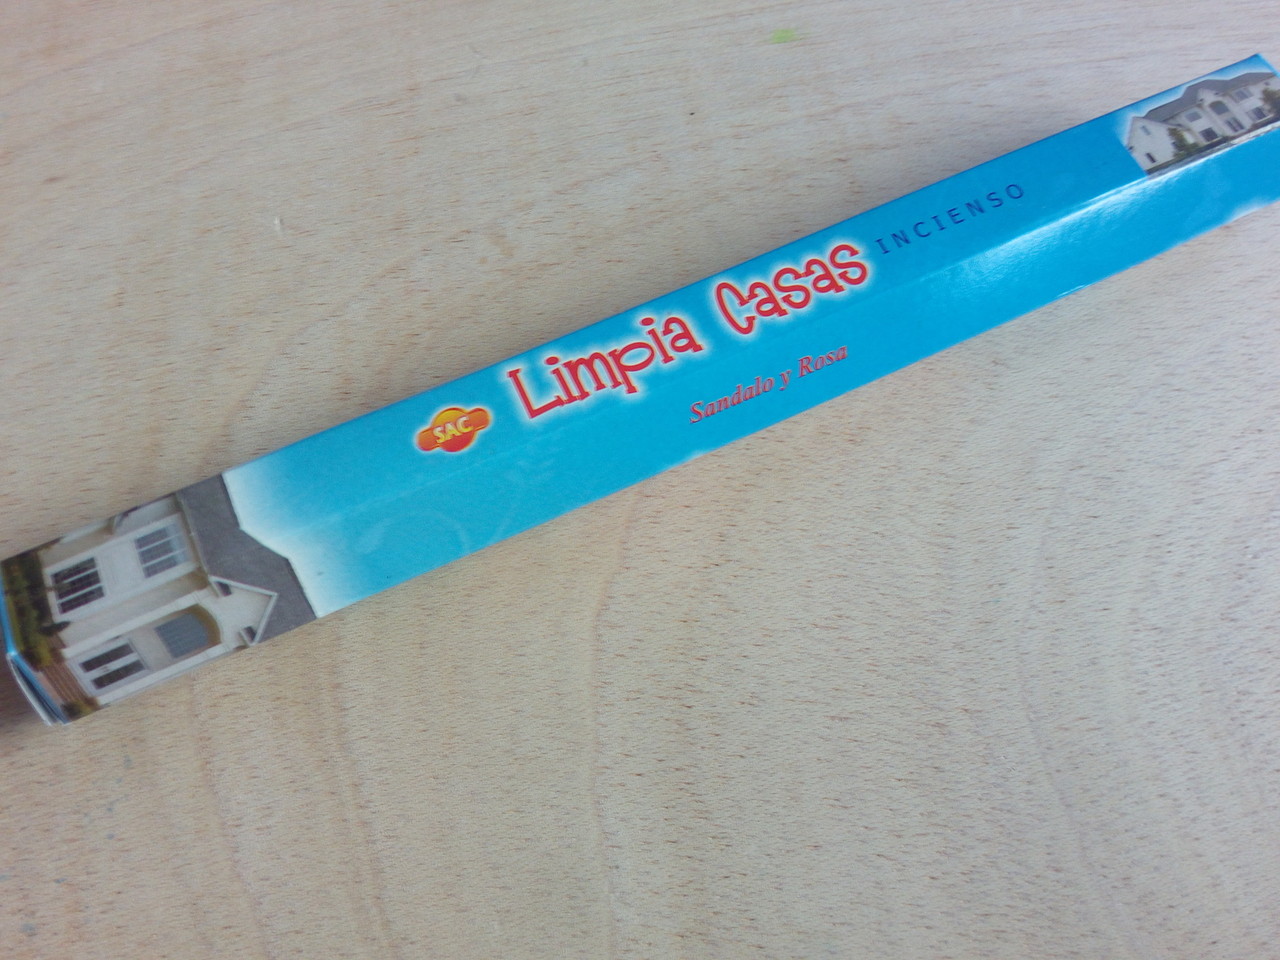 SAC
Limpia Casas
INCIENSO
Sandalo y Rosa